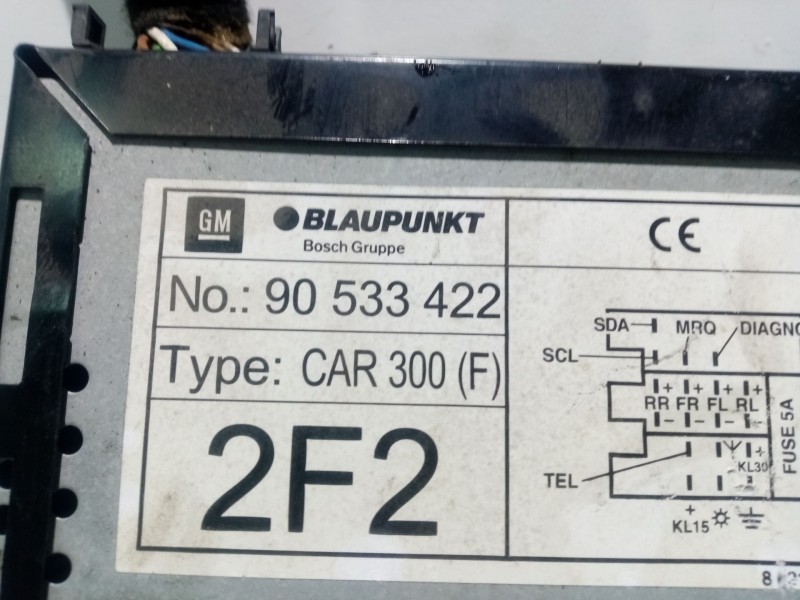 GM
BLAUPUNKT
Bosch Gruppe
No.: 90 533 422
Type: CAR 300 (F)
2F2
CE
SDA MRQ DIAGNO
SCL
+ + + +
RR FR FL RL
- - - -
FUSE 5A
+
TEL KL30
+
KL15